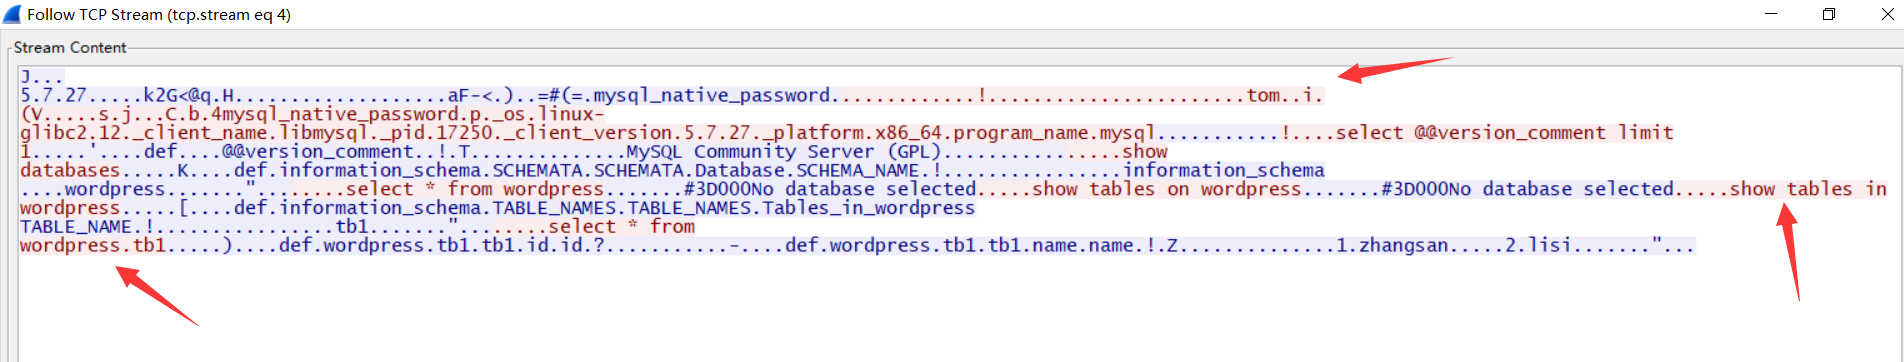 Follow TCP Stream (tcp.stream eq 4)
Stream Content
J...
5.7.27.....k2G<@q.H...................aF-<.)..=#(=.mysql_native_password.............!.......................tom..i.
(V.....s.j...C.b.4mysql_native_password.p._os.linux-
glibc2.12._client_name.libmysql._pid.17250._client_version.5.7.27._platform.x86_64.program_name.mysql...........!....select @@version_comment limit
1.....'....def....@@version_comment..!.T..............MySQL Community Server (GPL)................show
databases.....K....def.information_schema.SCHEMATA.SCHEMATA.Database.SCHEMA_NAME.!................information_schema
....wordpress......."........select * from wordpress.......#3D000No database selected.....show tables on wordpress.......#3D000No database selected.....show tables in
wordpress.....[....def.information_schema.TABLE_NAMES.TABLE_NAMES.Tables_in_wordpress
TABLE_NAME.!................tb1......."........select * from
wordpress.tb1.....)....def.wordpress.tb1.tb1.id.id.?...........-....def.wordpress.tb1.tb1.name.name.!.Z..............1.zhangsan.....2.lisi......."...